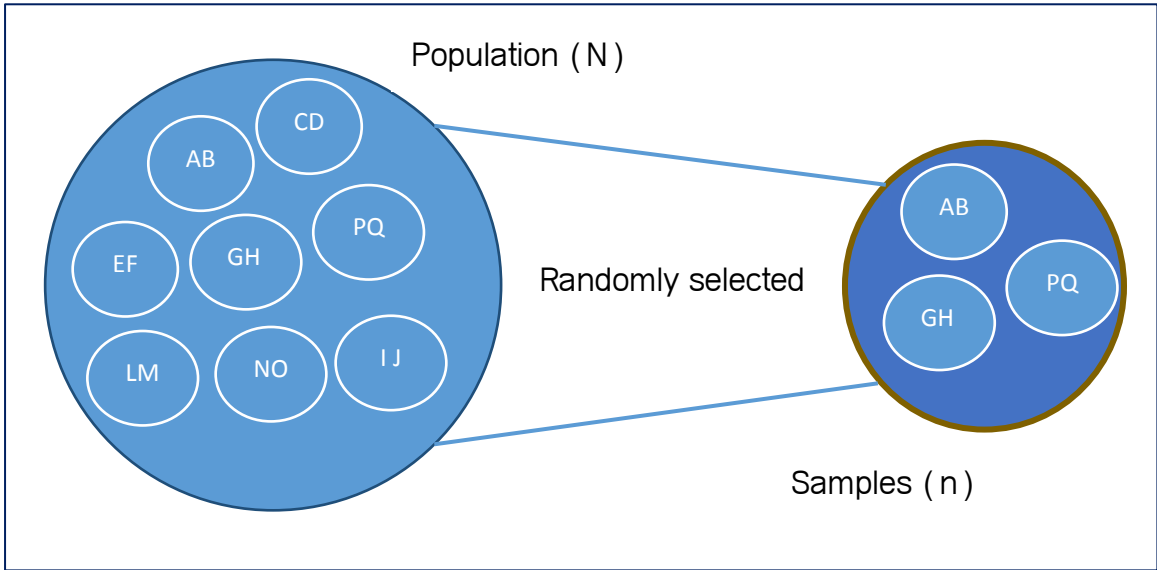 Population (N)
CD
AB
PQ
EF
GH
LM
NO
I J
Randomly selected
AB
PQ
GH
Samples (n)